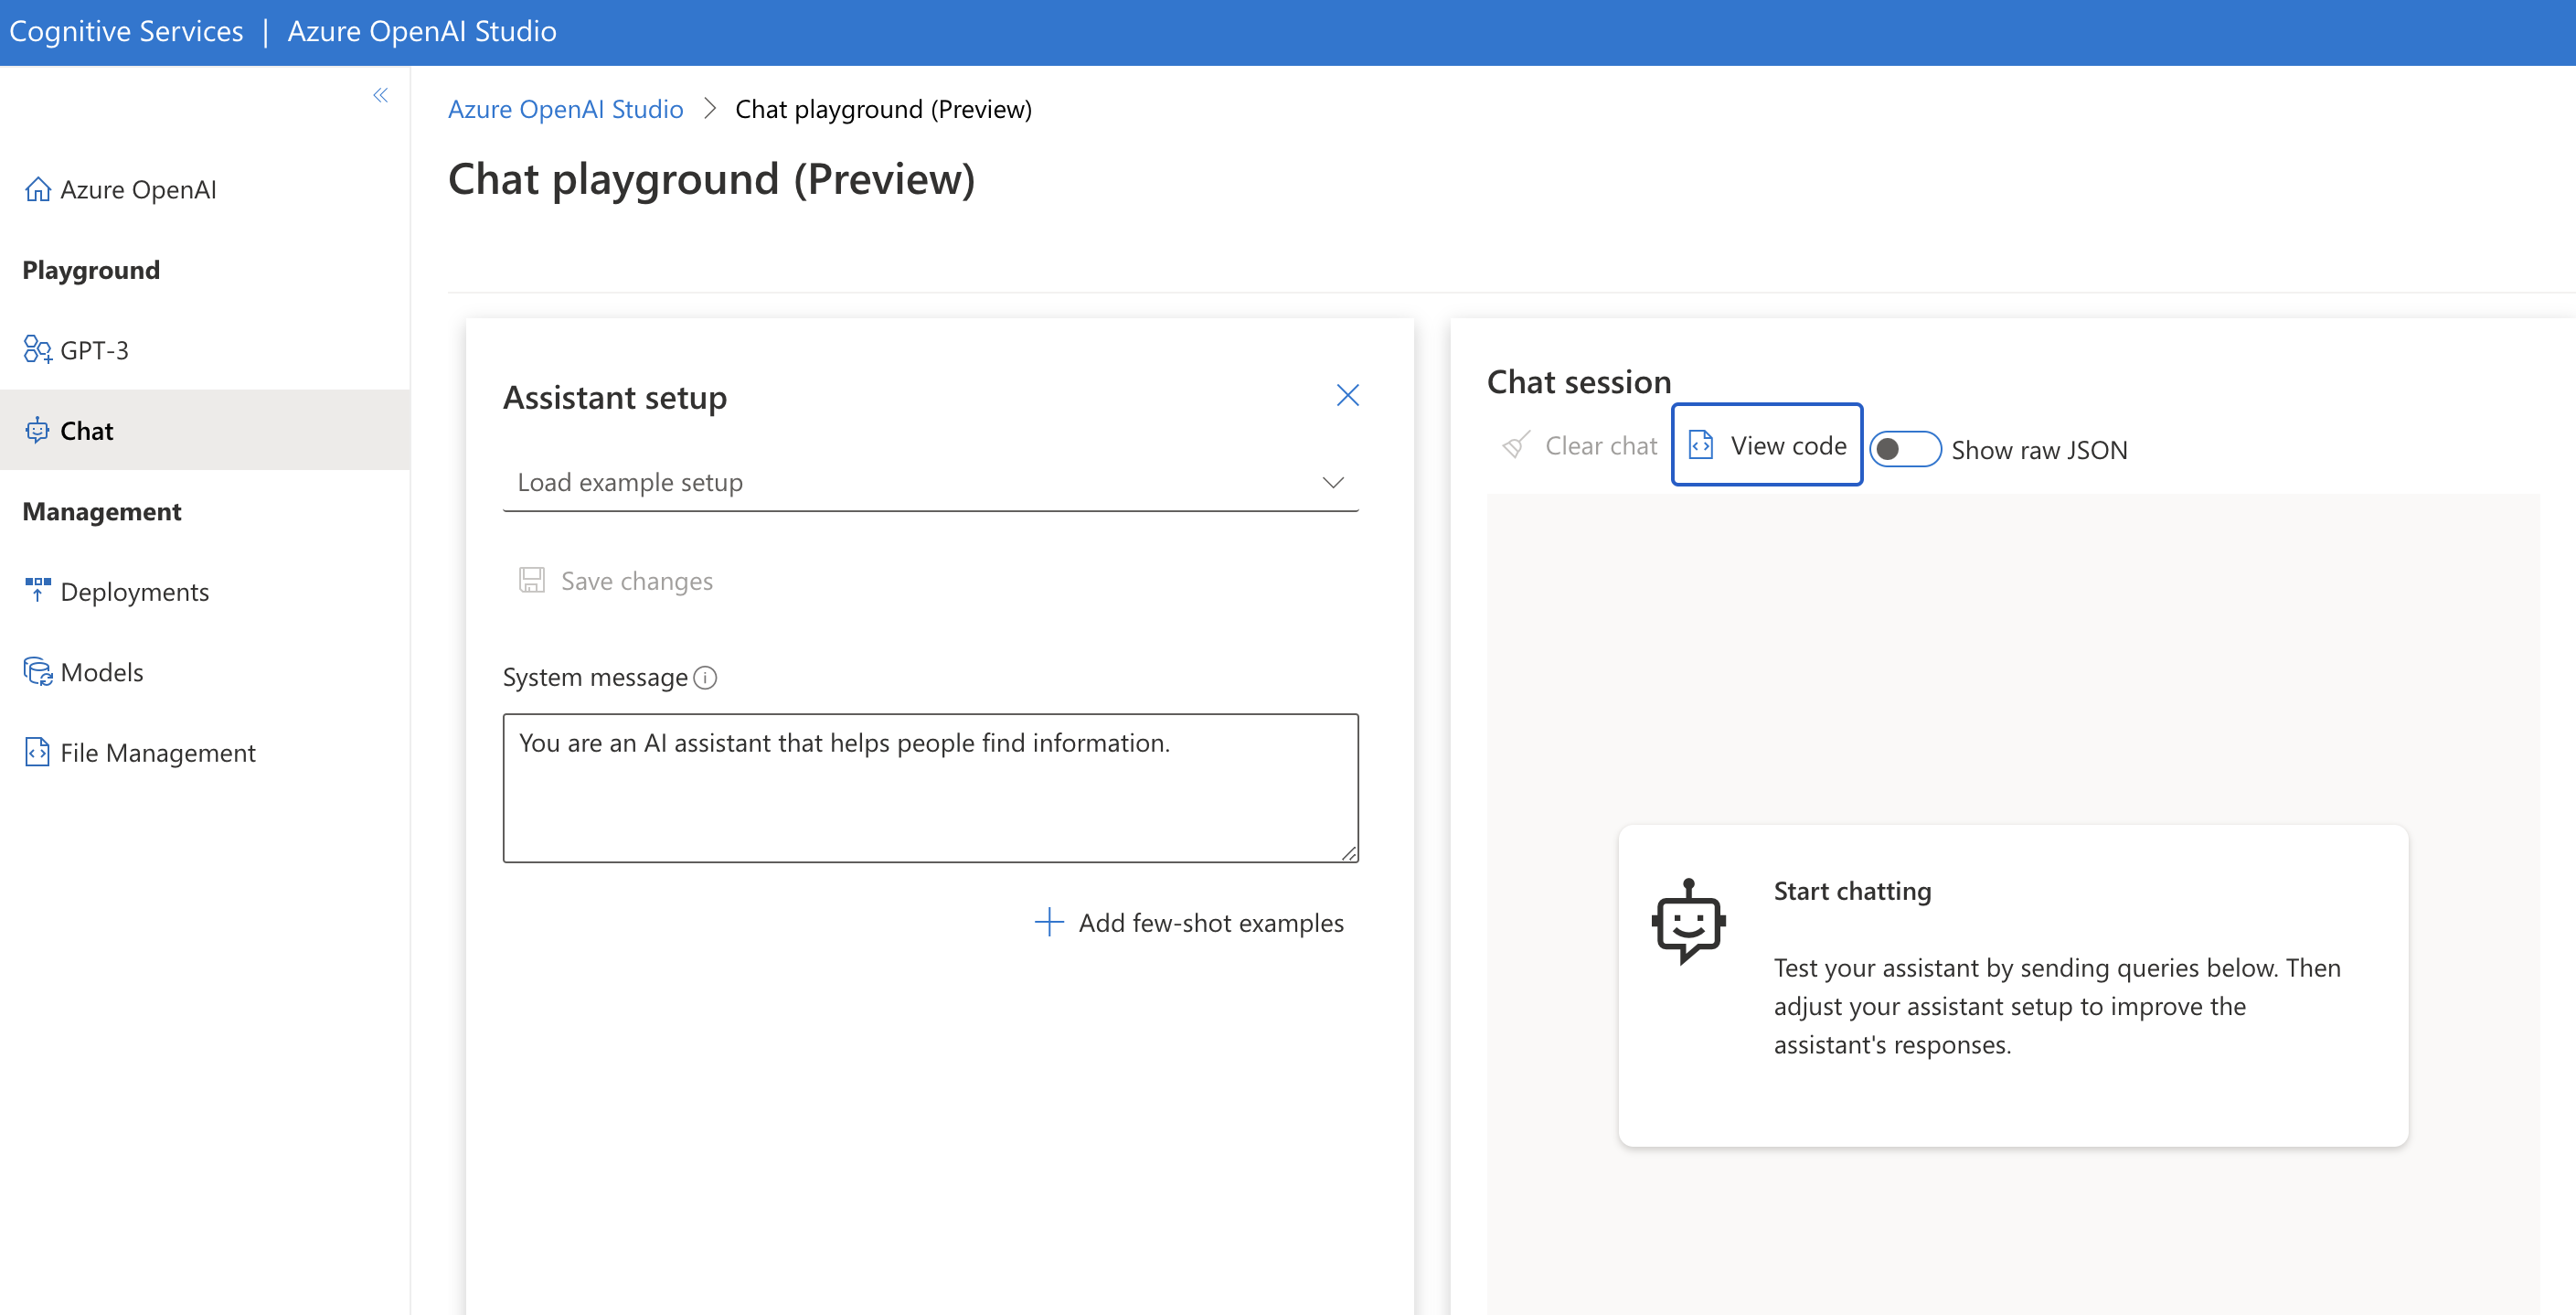 Cognitive Services | Azure OpenAI Studio
Azure OpenAI
Playground
GPT-3
Chat
Management
Deployments
Models
File Management
Azure OpenAI Studio > Chat playground (Preview)
Chat playground (Preview)
Assistant setup
Load example setup
Save changes
System message
You are an AI assistant that helps people find information.
Add few-shot examples
Chat session
Clear chat View code Show raw JSON
Start chatting
Test your assistant by sending queries below. Then
adjust your assistant setup to improve the
assistant's responses.